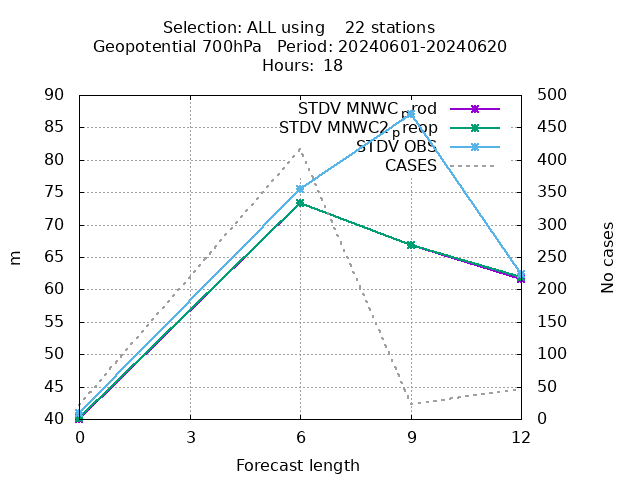 Selection: ALL using    22 stations
Geopotential 700hPa   Period: 20240601-20240620
Hours: 18
STDV MNWC_prod
STDV MNWC2_preop
STDV OBS
CASES
90
85
80
75
70
65
60
55
50
45
40
500
450
400
350
300
250
200
150
100
50
0
m
No cases
0 3 6 9 12
Forecast length